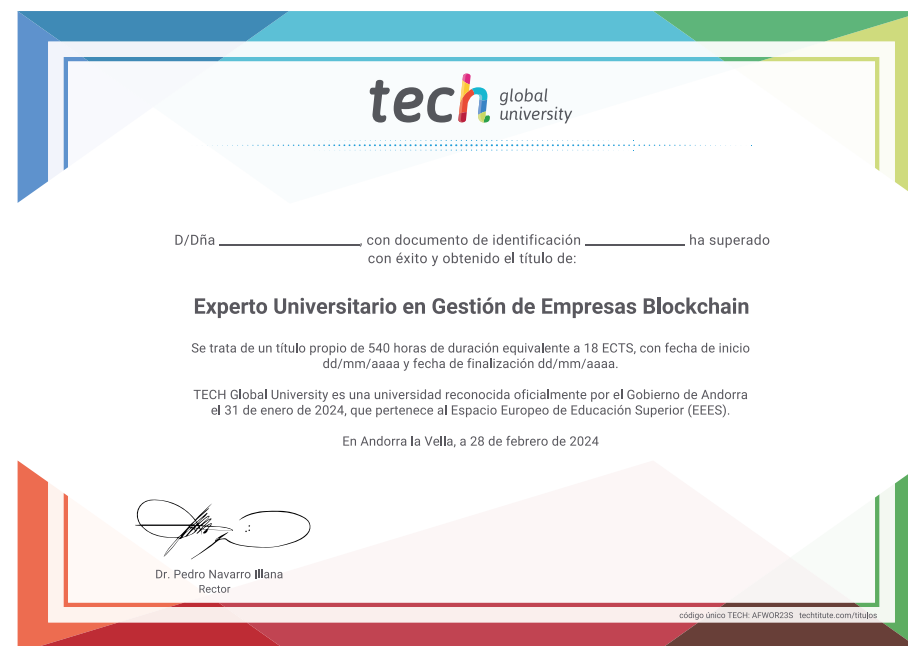 tech global university
D/Dña ____________________, con documento de identificación ______________ ha superado
con éxito y obtenido el título de:
Experto Universitario en Gestión de Empresas Blockchain
Se trata de un título propio de 540 horas de duración equivalente a 18 ECTS, con fecha de inicio
dd/mm/aaaa y fecha de finalización dd/mm/aaaa.
TECH Global University es una universidad reconocida oficialmente por el Gobierno de Andorra
el 31 de enero de 2024, que pertenece al Espacio Europeo de Educación Superior (EEES).
En Andorra la Vella, a 28 de febrero de 2024
Dr. Pedro Navarro Illana
Rector
código único TECH: AFWOR23S techtitute.com/titulos